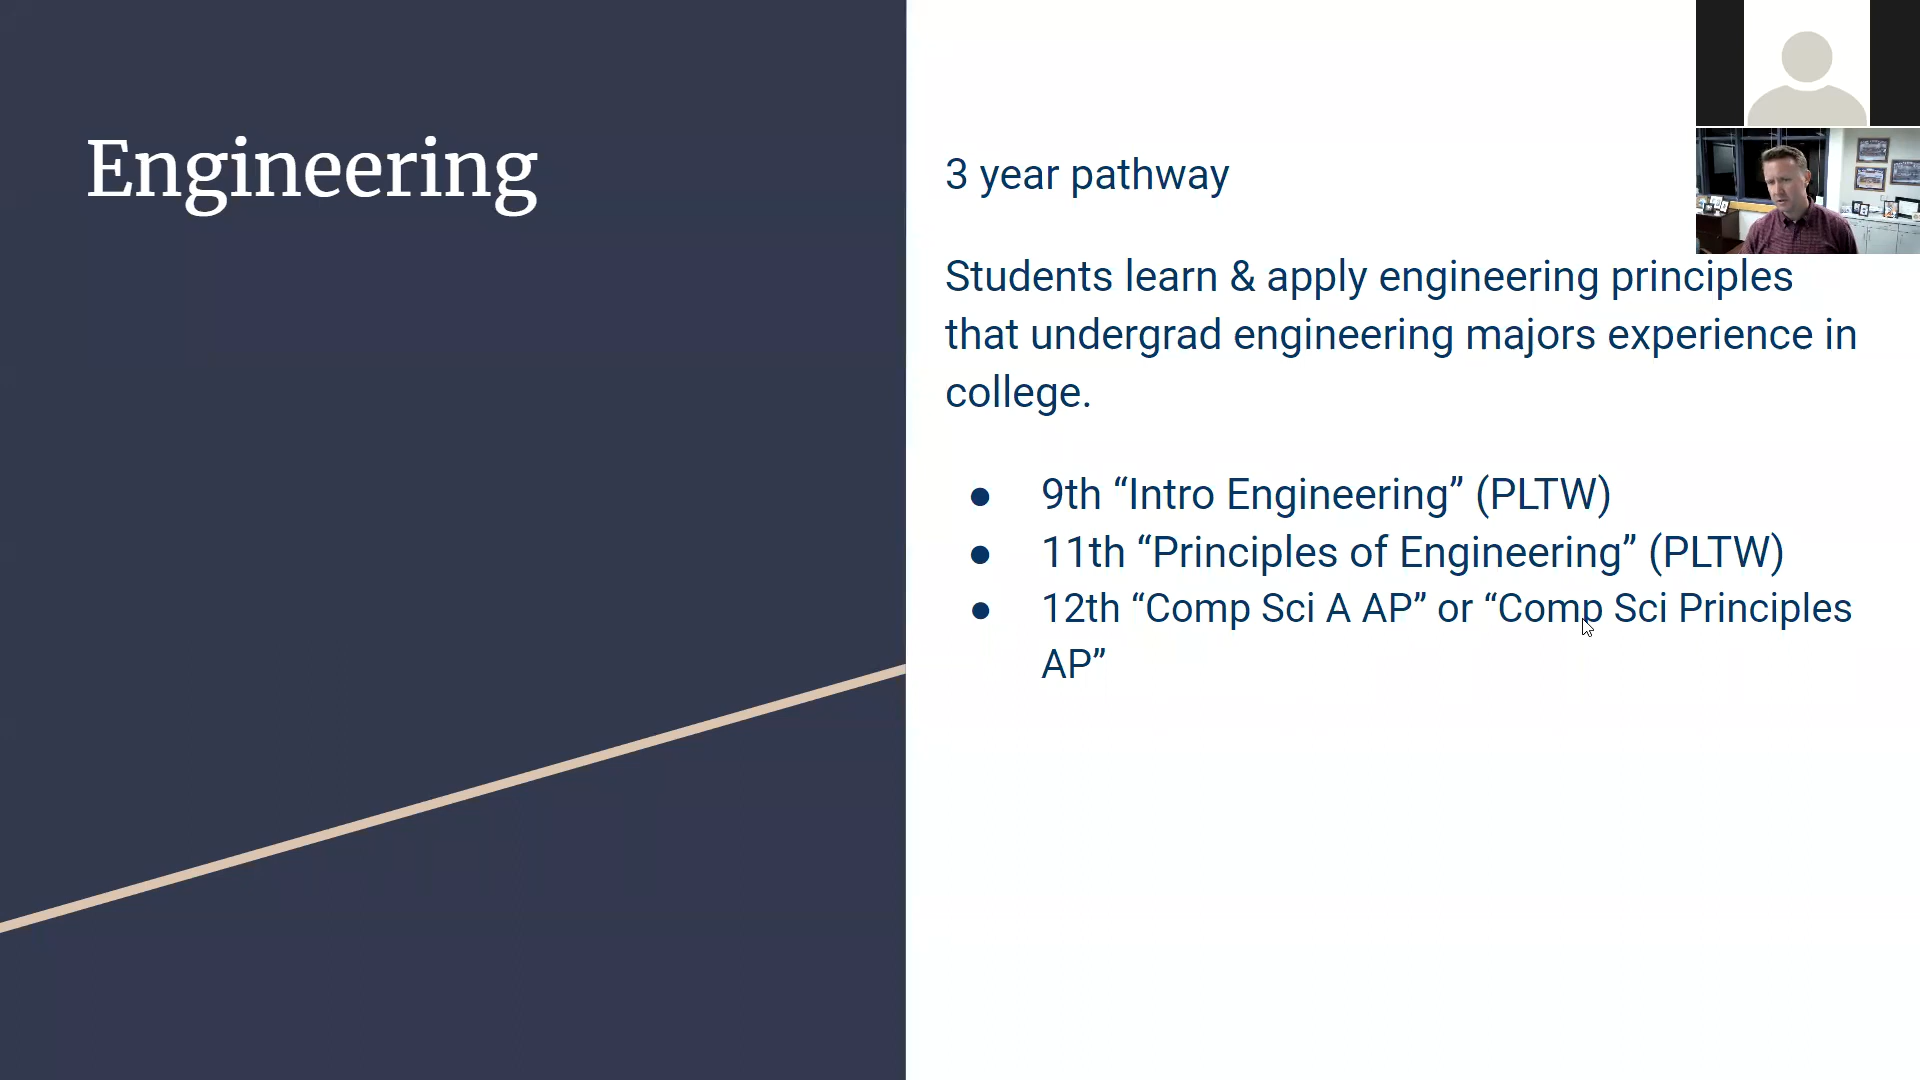 Engineering
3 year pathway
Students learn & apply engineering principles
that undergrad engineering majors experience in
college.
● 9th “Intro Engineering” (PLTW)
● 11th “Principles of Engineering” (PLTW)
● 12th “Comp Sci A AP” or “Comp Sci Principles
AP”